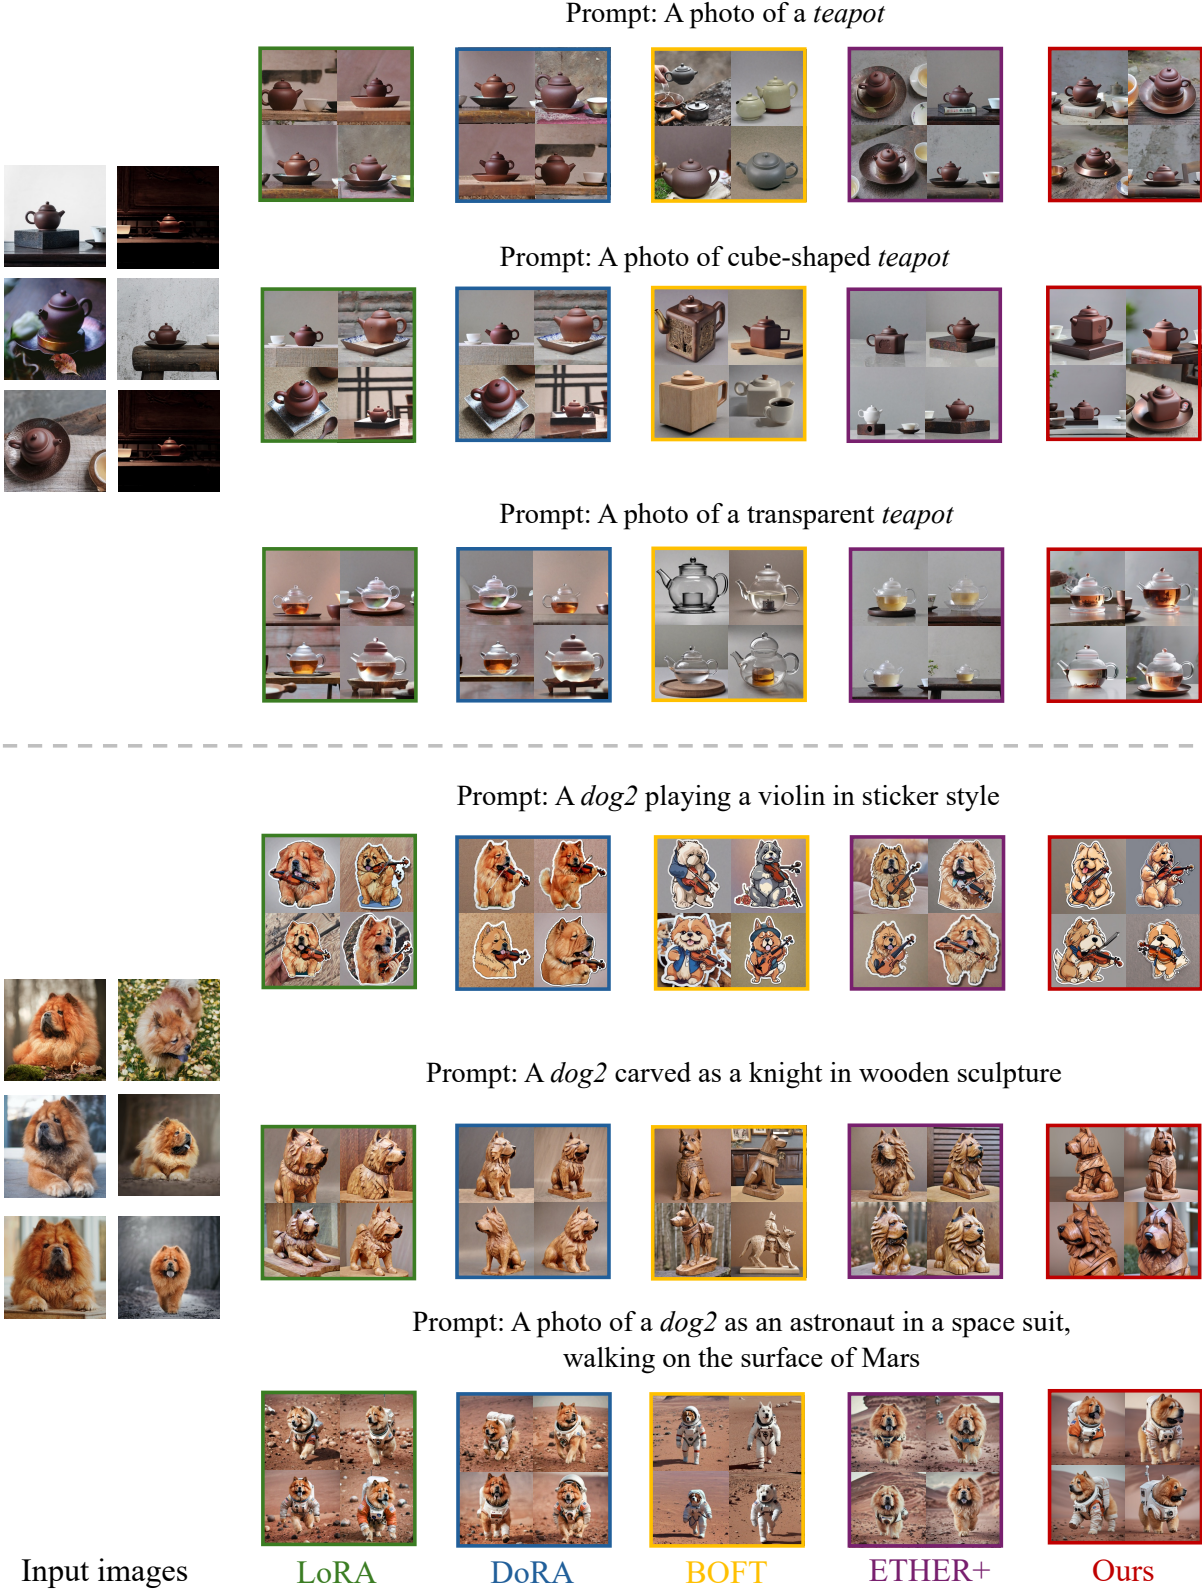 Prompt: A photo of a teapot
Prompt: A photo of cube-shaped teapot
Prompt: A photo of a transparent teapot
Prompt: A dog2 playing a violin in sticker style
Prompt: A dog2 carved as a knight in wooden sculpture
Prompt: A photo of a dog2 as an astronaut in a space suit,
walking on the surface of Mars
Input images LoRA DoRA BOFT ETHER+ Ours